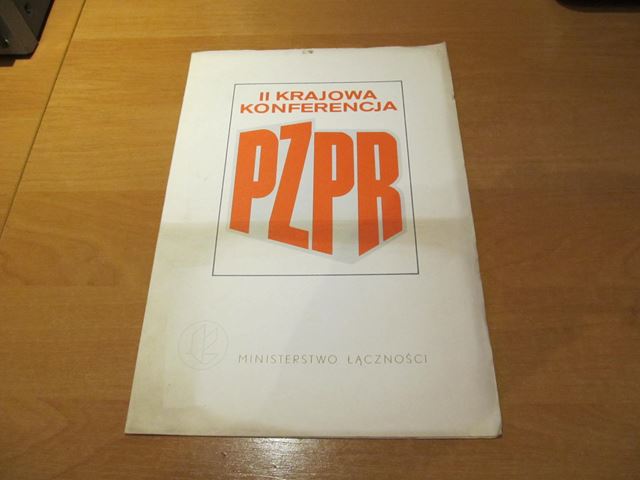 II KRAJOWA
KONFERENCJA
PZPR
MINISTERSTWO ŁĄCZNOŚCI